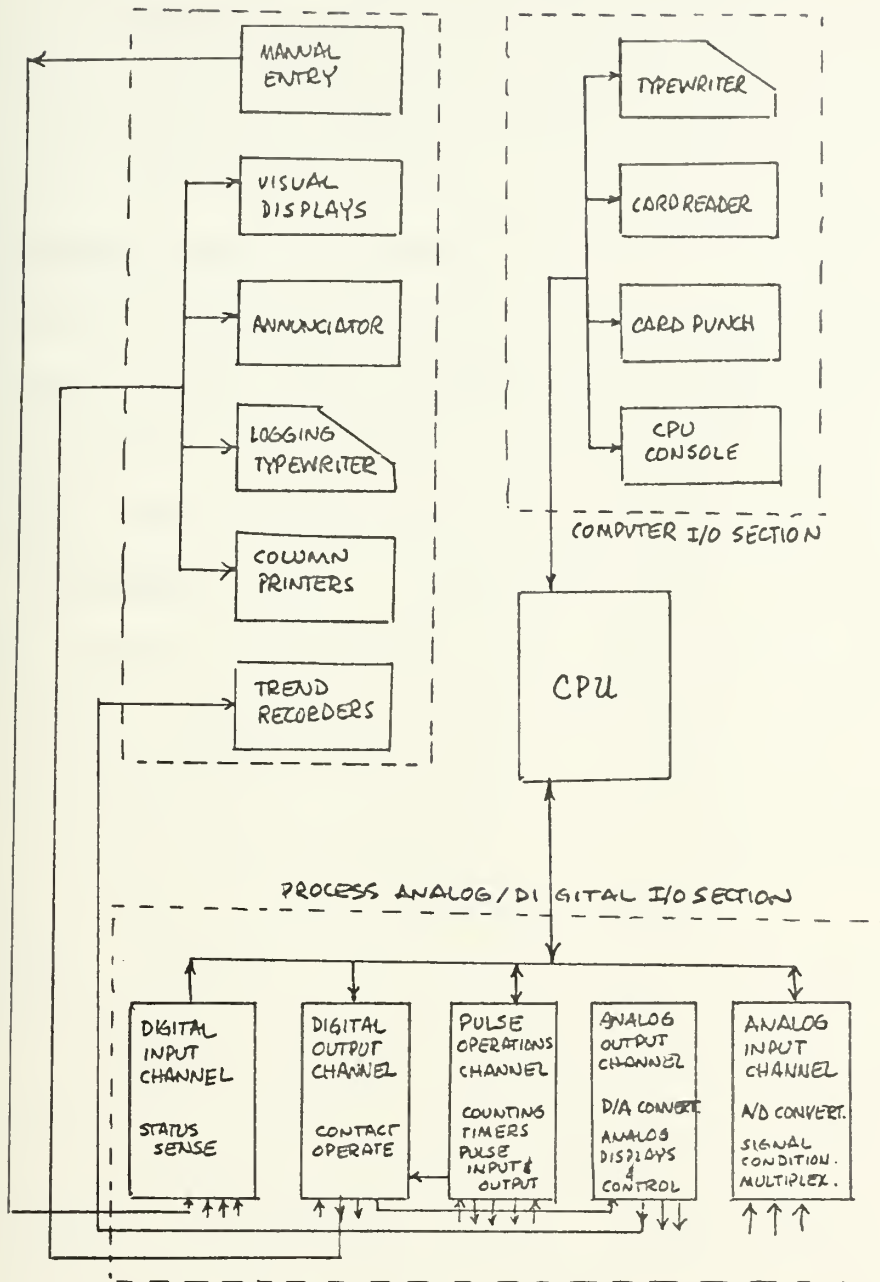 MANUAL
ENTRY
VISUAL
DISPLAYS
ANNUNCIATOR
LOGGING
TYPEWRITER
COLUMN
PRINTERS
TREND
RECORDERS
TYPEWRITER
CARD READER
CARD PUNCH
CPU
CONSOLE
COMPUTER I/O SECTION
CPU
PROCESS ANALOG/DIGITAL I/O SECTION
DIGITAL
INPUT
CHANNEL
STATUS
SENSE
DIGITAL
OUTPUT
CHANNEL
CONTACT
OPERATE
PULSE
OPERATIONS
CHANNEL
COUNTING
TIMERS
PULSE
INPUT &
OUTPUT
ANALOG
OUTPUT
CHANNEL
D/A CONVERT.
ANALOG
DISPLAYS
&
CONTROL
ANALOG
INPUT
CHANNEL
A/D CONVERT.
SIGNAL
CONDITION.
MULTIPLEX.